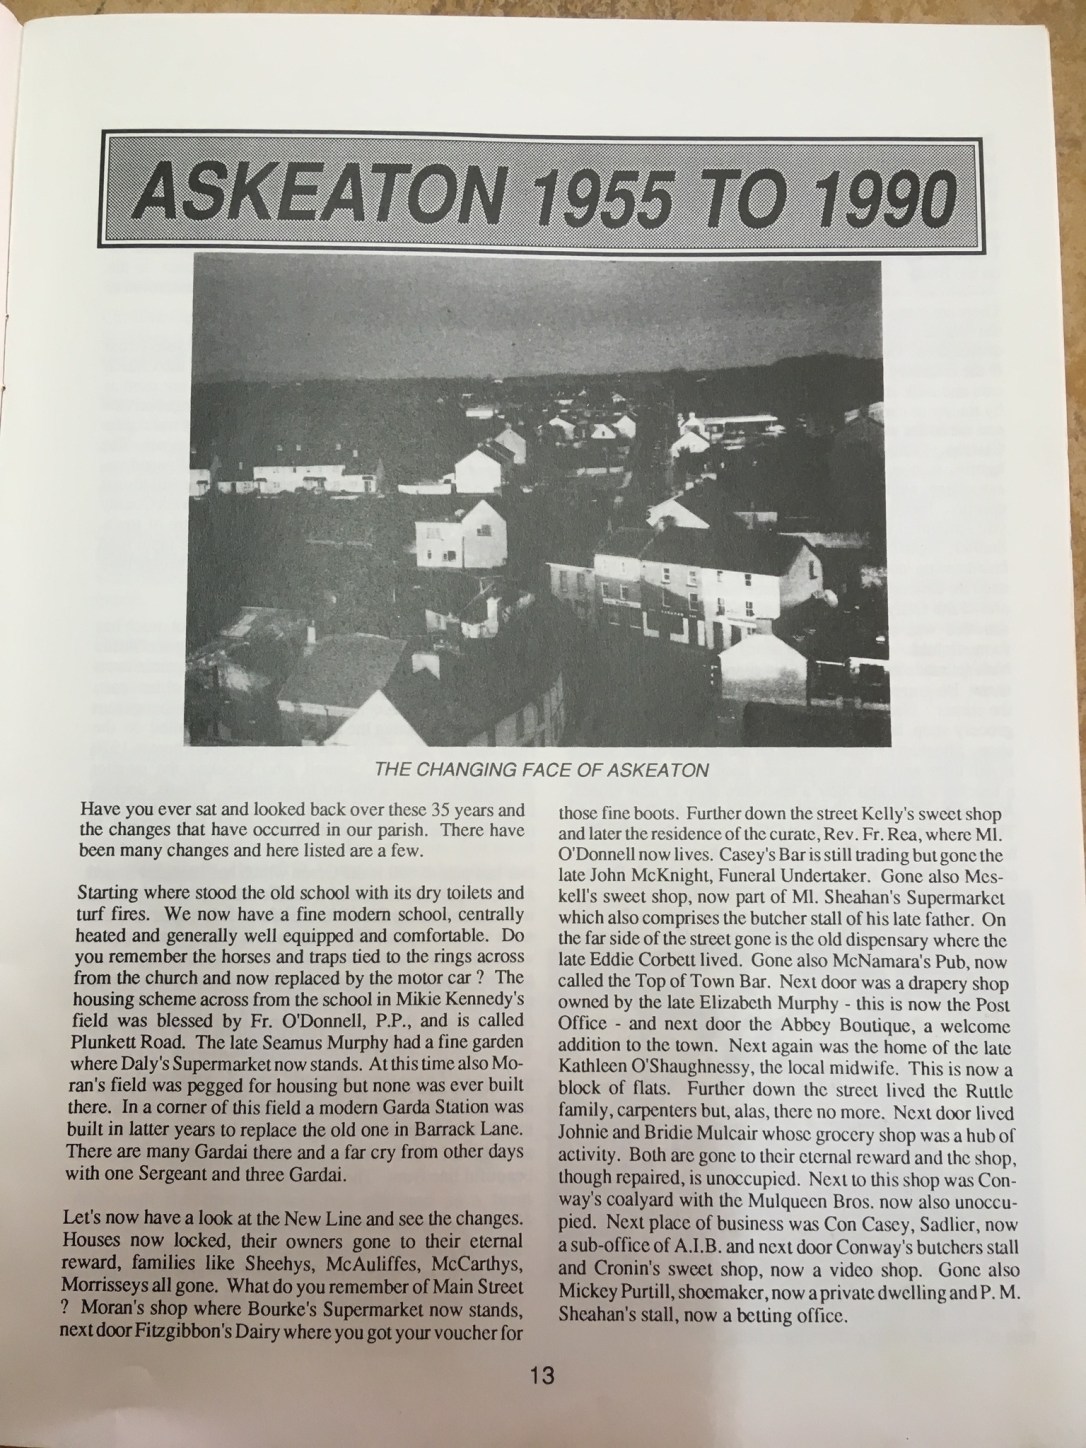 ASKEATON 1955 TO 1990
THE CHANGING FACE OF ASKEATON
Have you ever sat and looked back over these 35 years and
the changes that have occurred in our parish. There have
been many changes and here listed are a few.
Starting where stood the old school with its dry toilets and
turf fires. We now have a fine modern school, centrally
heated and generally well equipped and comfortable. Do
you remember the horses and traps tied to the rings across
from the church and now replaced by the motor car ? The
housing scheme across from the school in Mikie Kennedy's
field was blessed by Fr. O'Donnell, P.P., and is called
Plunkett Road. The late Seamus Murphy had a fine garden
where Daly's Supermarket now stands. At this time also Mo-
ran's field was pegged for housing but none was ever built
there. In a corner of this field a modern Garda Station was
built in latter years to replace the old one in Barrack Lane.
There are many Gardai there and a far cry from other days
with one Sergeant and three Gardai.
Let's now have a look at the New Line and see the changes.
Houses now locked, their owners gone to their eternal
reward, families like Sheehys, McAuliffes, McCarthys,
Morrisseys all gone. What do you remember of Main Street
? Moran's shop where Bourke's Supermarket now stands,
next door Fitzgibbon's Dairy where you got your voucher for
those fine boots. Further down the street Kelly's sweet shop
and later the residence of the curate, Rev. Fr. Rea, where Ml.
O'Donnell now lives. Casey's Bar is still trading but gone the
late John McKnight, Funeral Undertaker. Gone also Mes-
kell's sweet shop, now part of Ml. Sheahan's Supermarket
which also comprises the butcher stall of his late father. On
the far side of the street gone is the old dispensary where the
late Eddie Corbett lived. Gone also McNamara's Pub, now
called the Top of Town Bar. Next door was a drapery shop
owned by the late Elizabeth Murphy - this is now the Post
Office - and next door the Abbey Boutique, a welcome
addition to the town. Next again was the home of the late
Kathleen O'Shaughnessy, the local midwife. This is now a
block of flats. Further down the street lived the Ruttle
family, carpenters but, alas, there no more. Next door lived
Johnie and Bridie Mulcair whose grocery shop was a hub of
activity. Both are gone to their eternal reward and the shop,
though repaired, is unoccupied. Next to this shop was Con-
way's coalyard with the Mulqueen Bros. now also unoccu-
pied. Next place of business was Con Casey, Sadlier, now
a sub-office of A.I.B. and next door Conway's butchers stall
and Cronin's sweet shop, now a video shop. Gone also
Mickey Purtill, shoemaker, now a private dwelling and P. M.
Sheahan's stall, now a betting office.
13